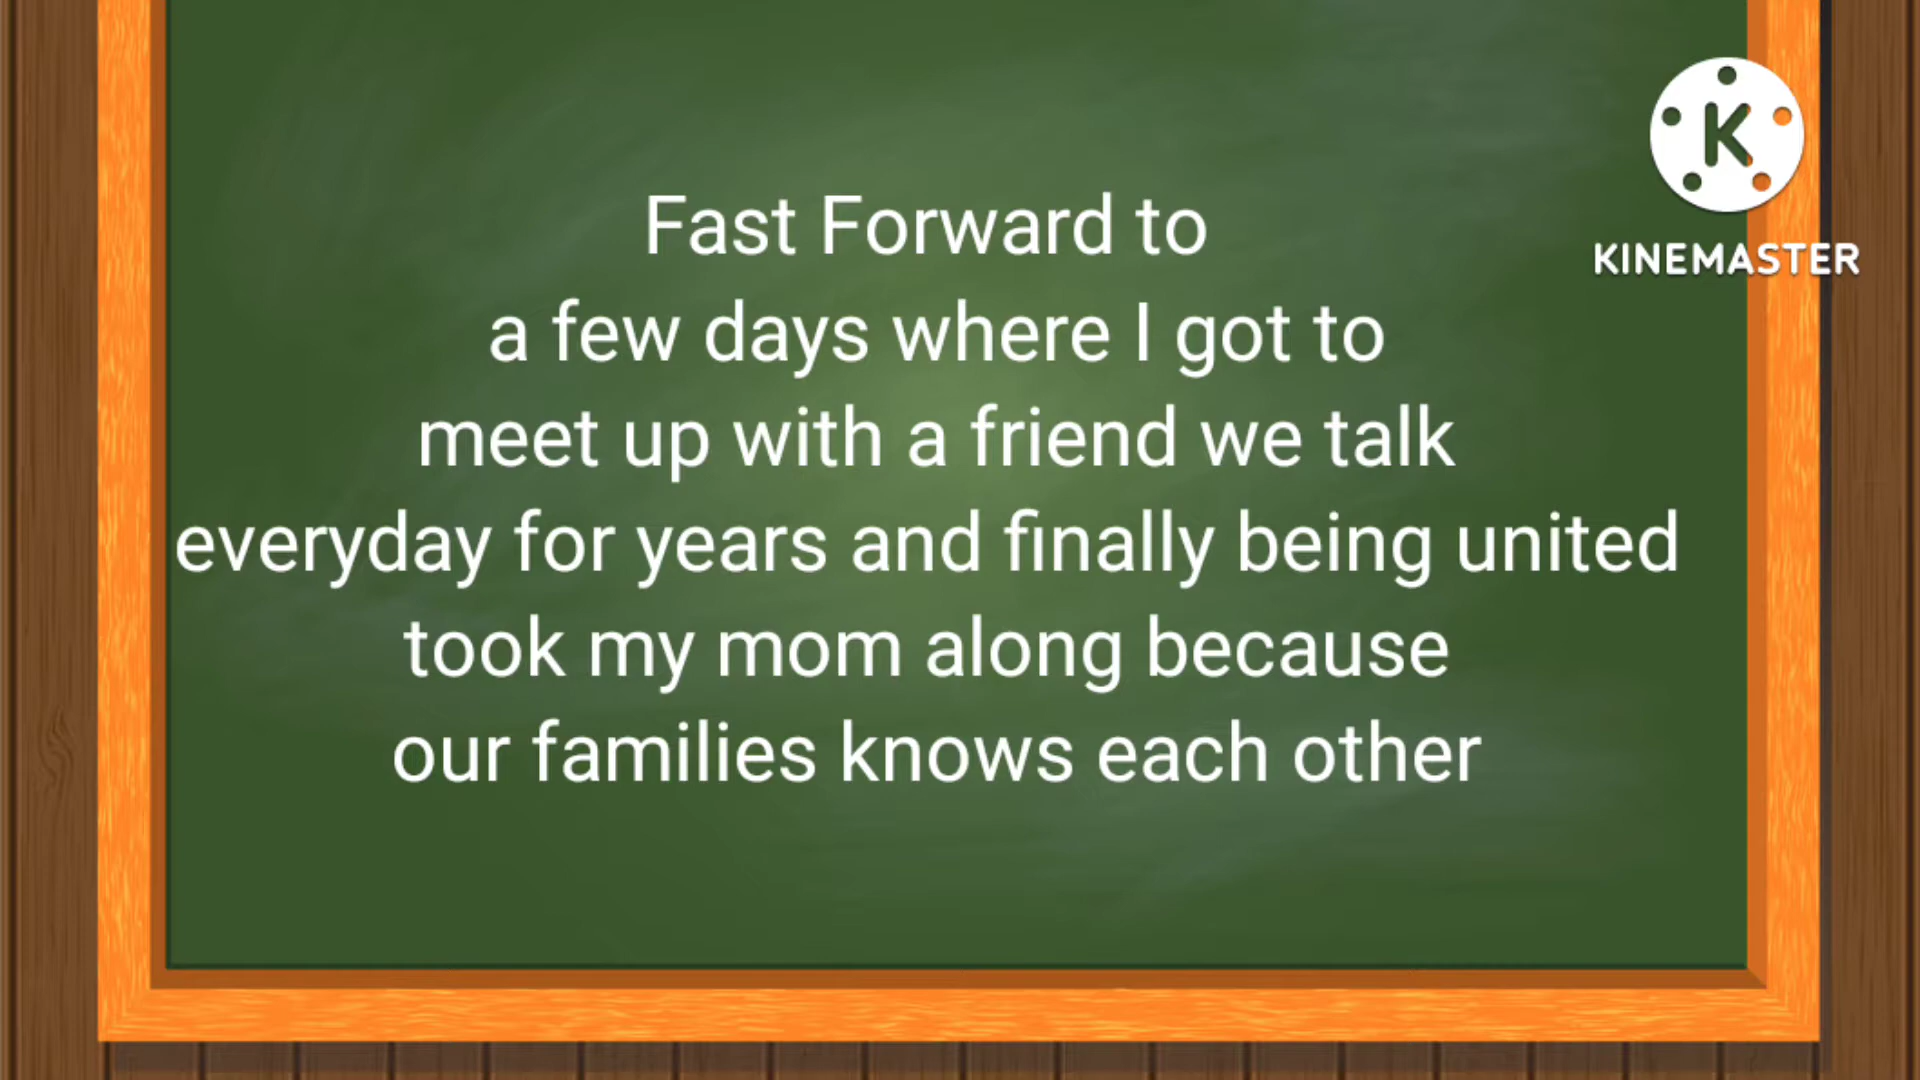 Fast Forward to
a few days where I got to
meet up with a friend we talk
everyday for years and finally being united
took my mom along because
our families knows each other
K
KINEMASTER